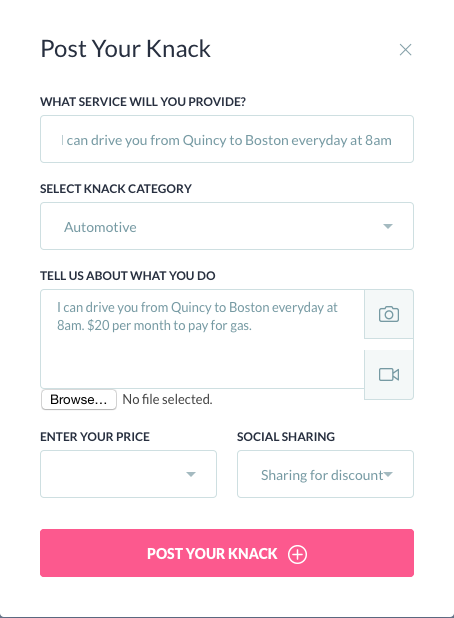 Post Your Knack
WHAT SERVICE WILL YOU PROVIDE?
I can drive you from Quincy to Boston everyday at 8am
SELECT KNACK CATEGORY
Automotive
TELL US ABOUT WHAT YOU DO
I can drive you from Quincy to Boston everyday at
8am. $20 per month to pay for gas.
Browse... No file selected.
ENTER YOUR PRICE
SOCIAL SHARING
Sharing for discount
POST YOUR KNACK